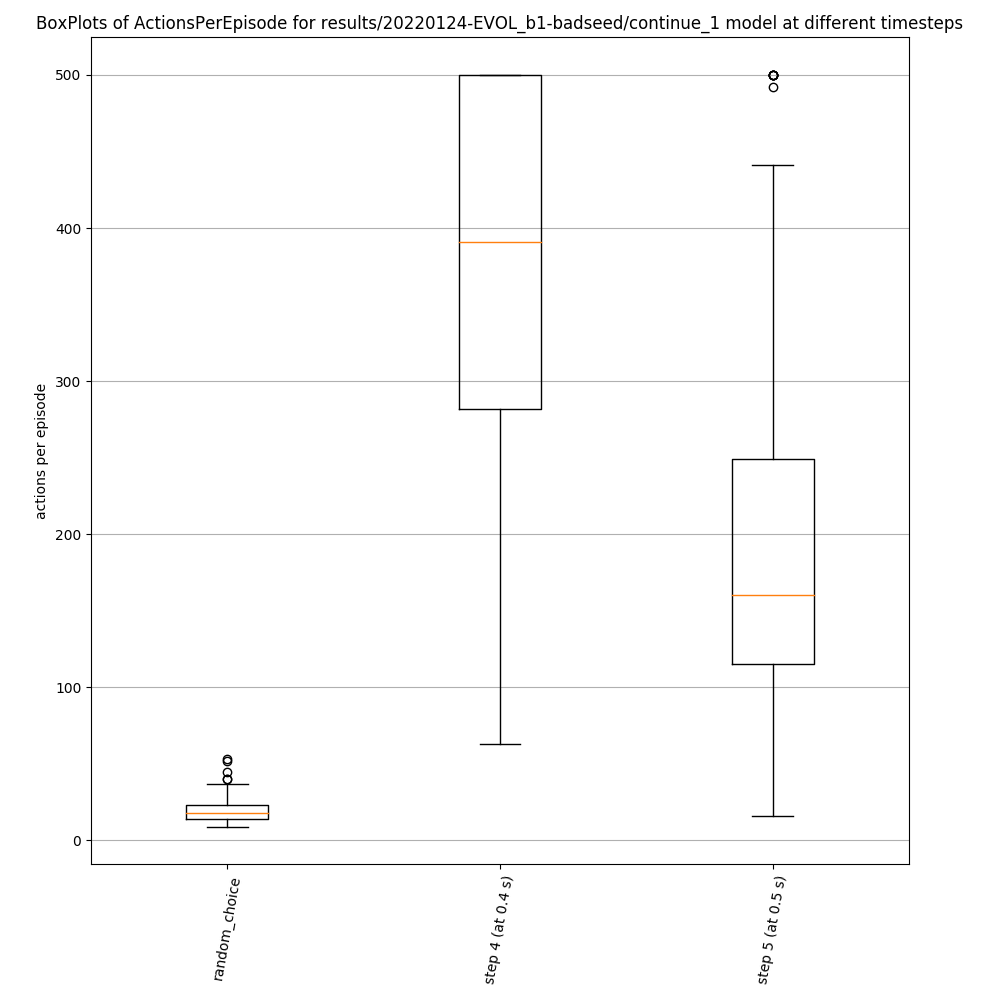 BoxPlots of ActionsPerEpisode for results/20220124-EVOL_b1-badseed/continue_1 model at different timesteps
500
400
300
200
100
0
actions per episode
random_choice
step 4 (at 0.4 s)
step 5 (at 0.5 s)